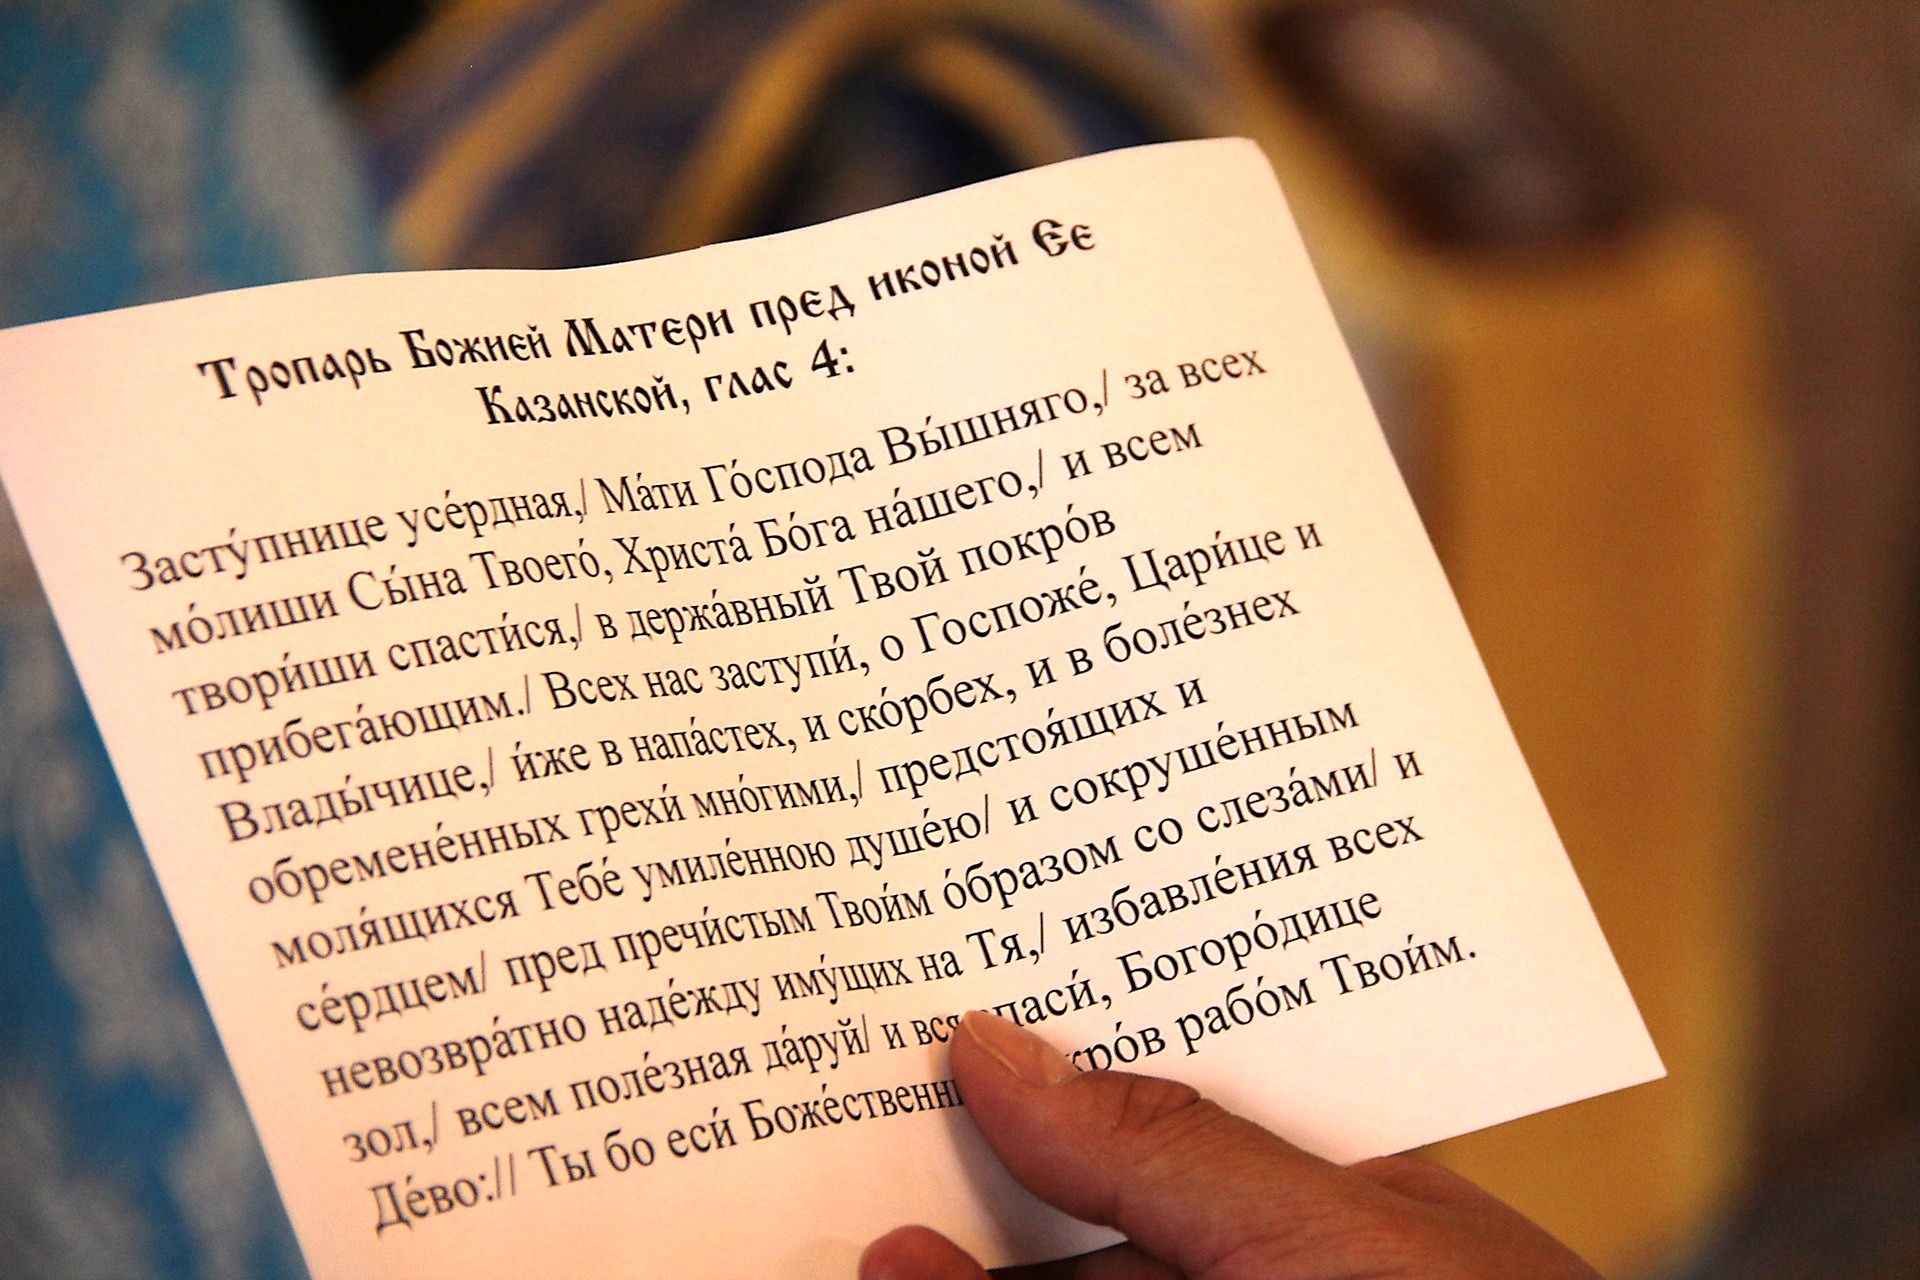 Тропарь Божией Матери пред иконой Ее
Казанской, глас 4:
Засту́пнице усе́рдная,/ Ма́ти Го́спода Вы́шняго,/ за всех
мо́лиши Сы́на Твоего́, Христа́ Бо́га на́шего,/ и всем
твори́ши спасти́ся,/ в держа́вный Твой покро́в
прибега́ющим./ Всех нас заступи́, о Госпоже́, Цари́це и
Влады́чице,/ и́же в напа́стех, и ско́рбех, и в боле́знех
обремене́нных грехи́ мно́гими,/ предстоя́щих и
моля́щихся Тебе́ умиле́нною душе́ю/ и сокруше́нным
се́рдцем/ пред пречи́стым Твои́м о́бразом со слеза́ми/ и
невозвра́тно наде́жду иму́щих на Тя,/ избавле́ния всех
зол,/ всем поле́зная да́руй/ и вся Богоро́дице
Де́во:// Ты бо еси́ рабо́м Твои́м.